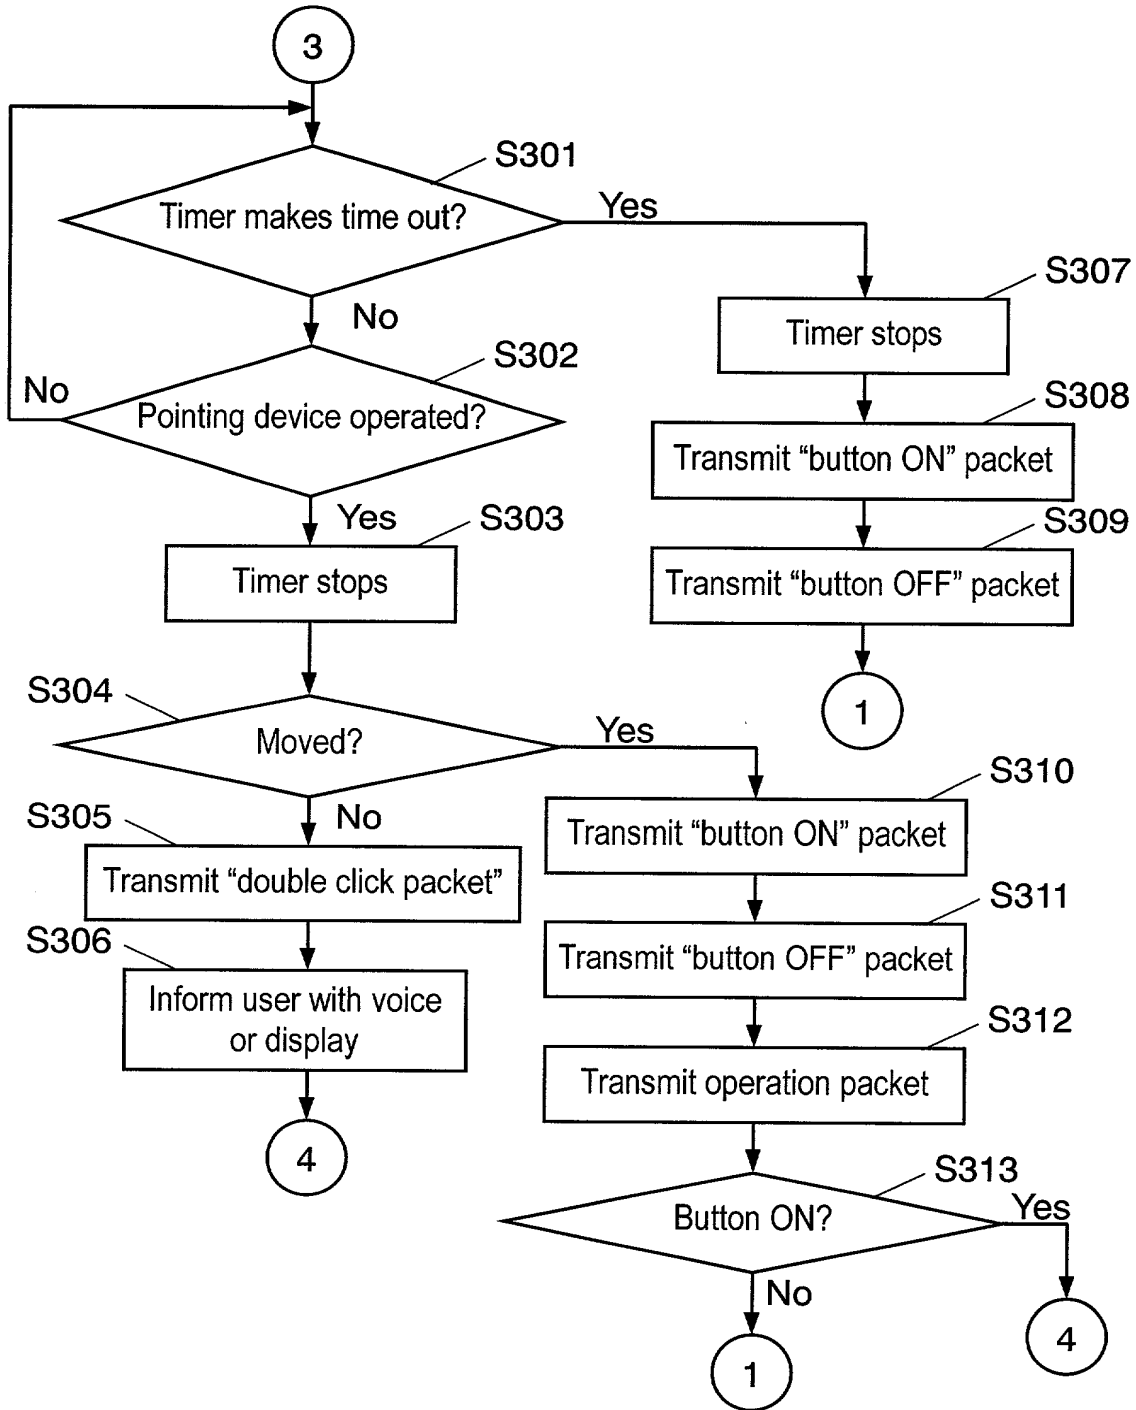 3
S301
Timer makes time out?
Yes
No
S302
Pointing device operated?
No
Yes
S303
Timer stops
S304
Moved?
Yes
No
S305
Transmit “double click packet”
S306
Inform user with voice
or display
4
S307
Timer stops
S308
Transmit “button ON” packet
S309
Transmit “button OFF” packet
1
S310
Transmit “button ON” packet
S311
Transmit “button OFF” packet
S312
Transmit operation packet
S313
Button ON?
Yes
No
4
1